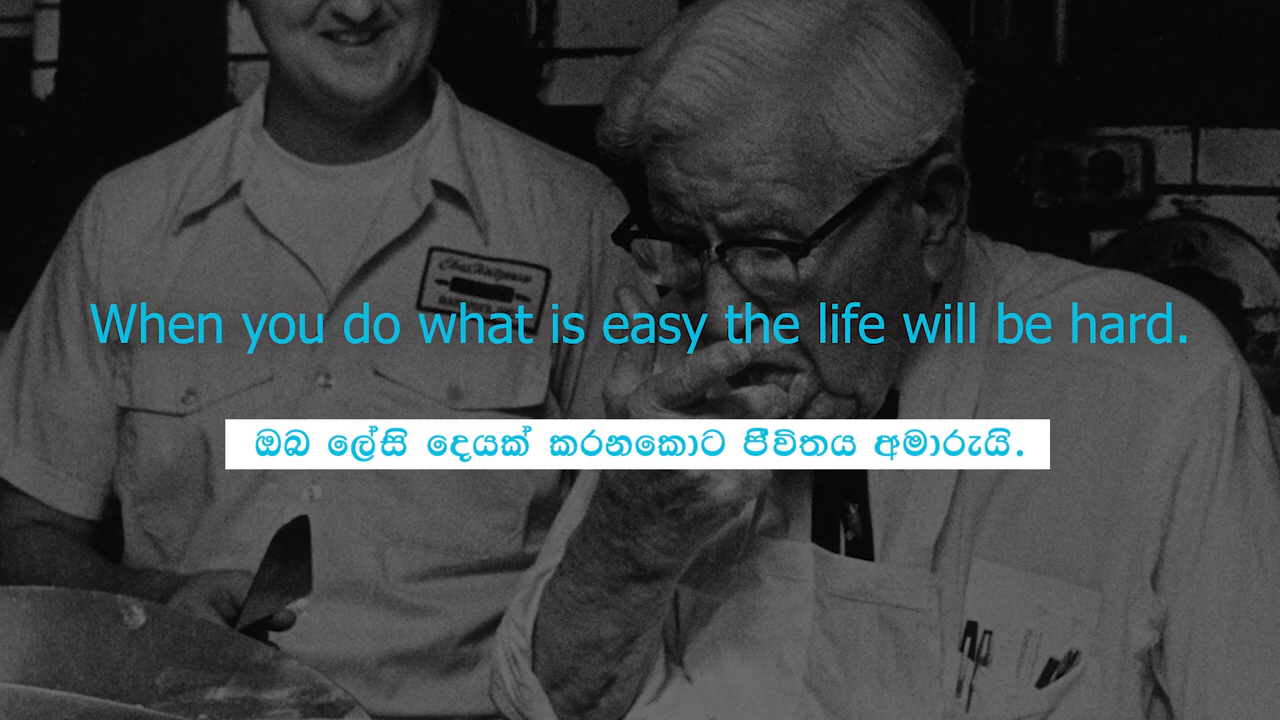 When you do what is easy the life will be hard.
ඔබ ලේසි දෙයක් කරනකොට ජීවිතය අමාරුයි.